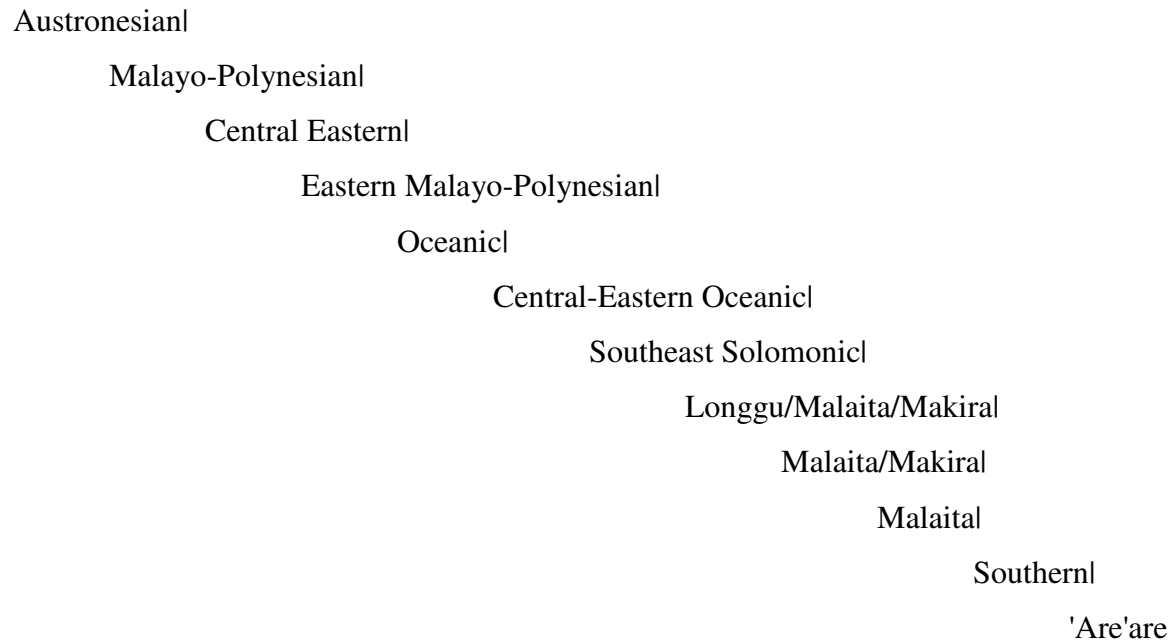 Austronesian|
Malayo-Polynesian|
Central Eastern|
Eastern Malayo-Polynesian|
Oceanic|
Central-Eastern Oceanic|
Southeast Solomonic|
Longgu/Malaita/Makira|
Malaita/Makira|
Malaita|
Southern|
'Are'are